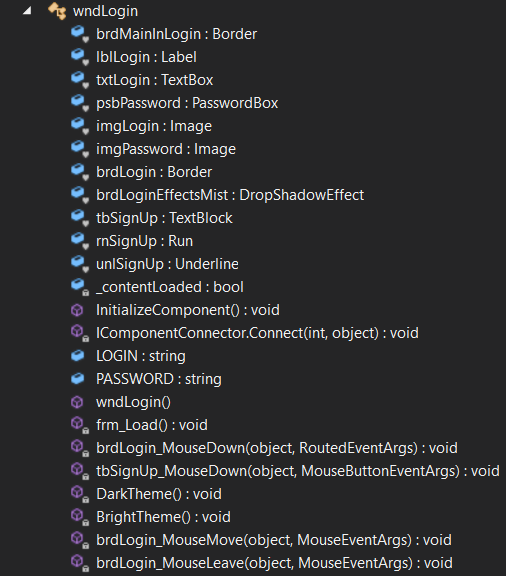 wndLogin
brdMainInLogin : Border
lblLogin : Label
txtLogin : TextBox
psbPassword : PasswordBox
imgLogin : Image
imgPassword : Image
brdLogin : Border
brdLoginEffectsMist : DropShadowEffect
tbSignUp : TextBlock
rnSignUp : Run
unlSignUp : Underline
_contentLoaded : bool
InitializeComponent() : void
IComponentConnector.Connect(int, object) : void
LOGIN : string
PASSWORD : string
wndLogin()
frm_Load() : void
brdLogin_MouseDown(object, RoutedEventArgs) : void
tbSignUp_MouseDown(object, MouseButtonEventArgs) : void
DarkTheme() : void
BrightTheme() : void
brdLogin_MouseMove(object, MouseEventArgs) : void
brdLogin_MouseLeave(object, MouseEventArgs) : void